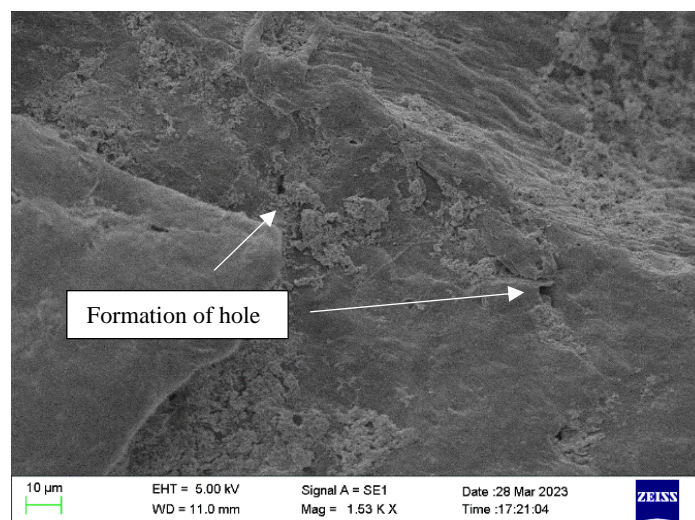 Formation of hole
10 µm
EHT = 5.00 kV
Signal A = SE1
Date :28 Mar 2023
WD = 11.0 mm
Mag = 1.53 K X
Time :17:21:04
ZEISS